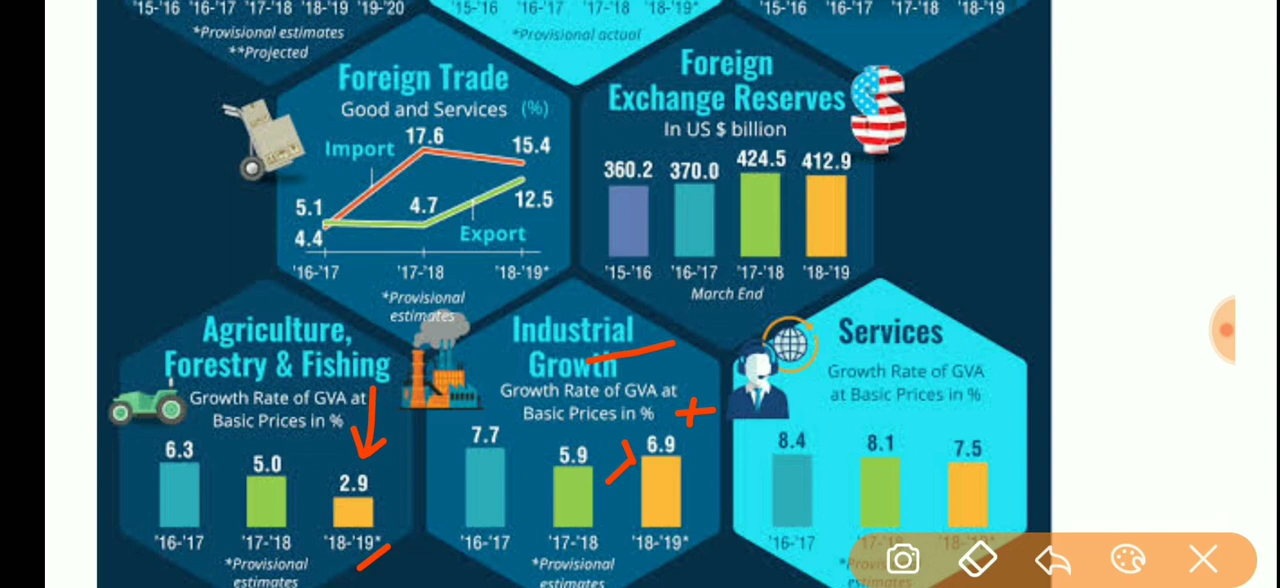 '15-'16 '16-'17 '17-'18 '18-'19 '19-'20
*Provisional estimates
**Projected
'15-'16 '16-'17 '17-'18 '18-'19*
*Provisional actual
'15-'16 '16-'17 '17-'18 '18-'19
Foreign Trade
Good and Services (%)
Import
17.6
15.4
5.1
4.7
12.5
4.4
Export
'16-'17 '17-'18 '18-'19*
*Provisional
estimates
Foreign
Exchange Reserves
In US $ billion
360.2 370.0 424.5 412.9
'15-'16 '16-'17 '17-'18 '18-'19
March End
Agriculture,
Forestry & Fishing
Growth Rate of GVA at
Basic Prices in %
6.3 5.0 2.9
'16-'17 '17-'18 '18-'19*
*Provisional
estimates
Industrial
Growth
Growth Rate of GVA at
Basic Prices in %
7.7 5.9 6.9
'16-'17 '17-'18 '18-'19*
*Provisional
estimates
Services
Growth Rate of GVA
at Basic Prices in %
8.4 8.1 7.5
'16-'17